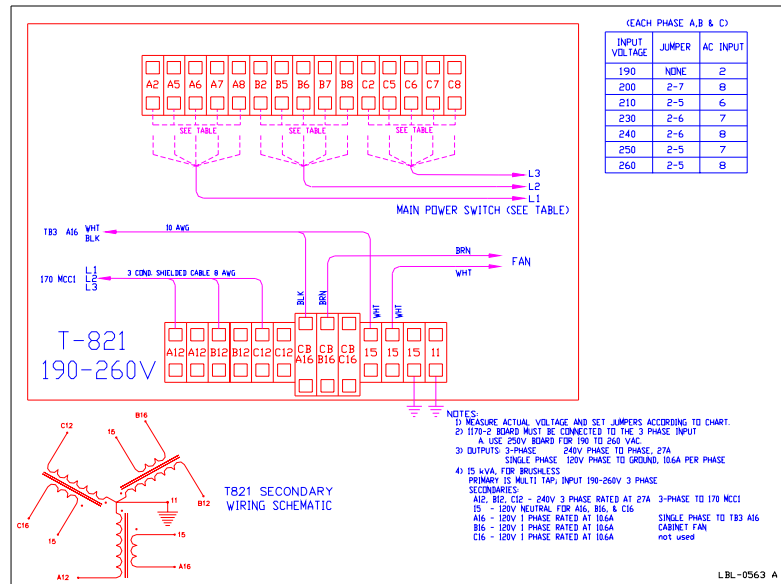 (EACH PHASE A,B & C)
INPUT VOLTAGE JUMPER AC INPUT
190 NONE 2
200 2-7 8
210 2-5 6
230 2-6 7
240 2-6 8
250 2-5 7
260 2-5 8
A2 A5 A6 A7 A8 B2 B5 B6 B7 B8 C2 C5 C6 C7 C8
SEE TABLE SEE TABLE SEE TABLE
L3
L2
L1
MAIN POWER SWITCH (SEE TABLE)
TB3 A16 WHT BLK
10 AWG
BRN
WHT
FAN
170 MCC1 L1 L2 L3
3 COND. SHIELDED CABLE 8 AWG
BLK BRN WHT WHT
T-821
190-260V
A12 A12 B12 B12 C12 C12 CB A16 CB B16 CB C16 15 15 15 11
NOTES:
1) MEASURE ACTUAL VOLTAGE AND SET JUMPERS ACCORDING TO CHART.
2) 1170-2 BOARD MUST BE CONNECTED TO THE 3 PHASE INPUT
A. USE 250V BOARD FOR 190 TO 260 VAC.
3) OUTPUTS: 3-PHASE 240V PHASE TO PHASE, 27A
SINGLE PHASE 120V PHASE TO GROUND, 10.6A PER PHASE
4) 15 kVA, FOR BRUSHLESS
PRIMARY IS MULTI TAP; INPUT 190-260V 3 PHASE
SECONDARIES:
A12, B12, C12 - 240V 3 PHASE RATED AT 27A 3-PHASE TO 170 MCC1
15 - 120V NEUTRAL FOR A16, B16, & C16
A16 - 120V 1 PHASE RATED AT 10.6A SINGLE PHASE TO TB3 A16
B16 - 120V 1 PHASE RATED AT 10.6A CABINET FAN
C16 - 120V 1 PHASE RATED AT 10.6A not used
C12
15
B16
C16
15
11
B12
15
A12
A16
T821 SECONDARY
WIRING SCHEMATIC
LBL-0563 A